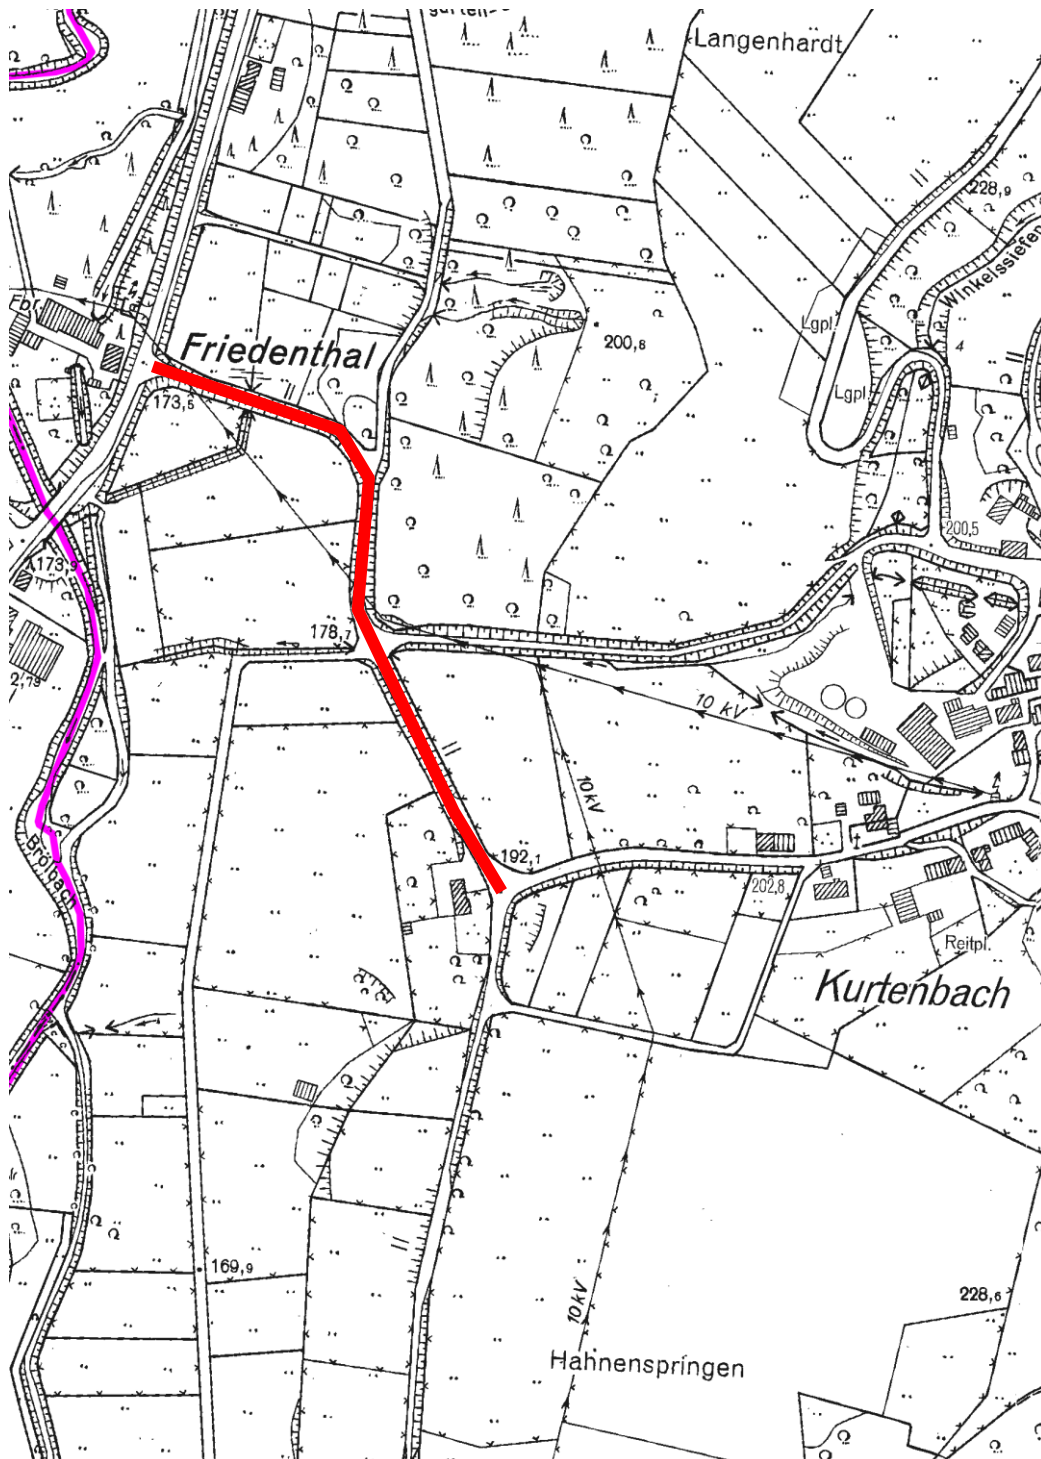 Langenhardt
228,9
Winkelssiefen
Fbr.
Lgpl.
200,8
Friedenthal
Lgpl.
173,5
200,5
173,9
178,7
10 kV
10kV
192,1
Brölbach
202,8
Reitpl.
Kurtenbach
169,9
228,6
10kV
Hahnenspringen